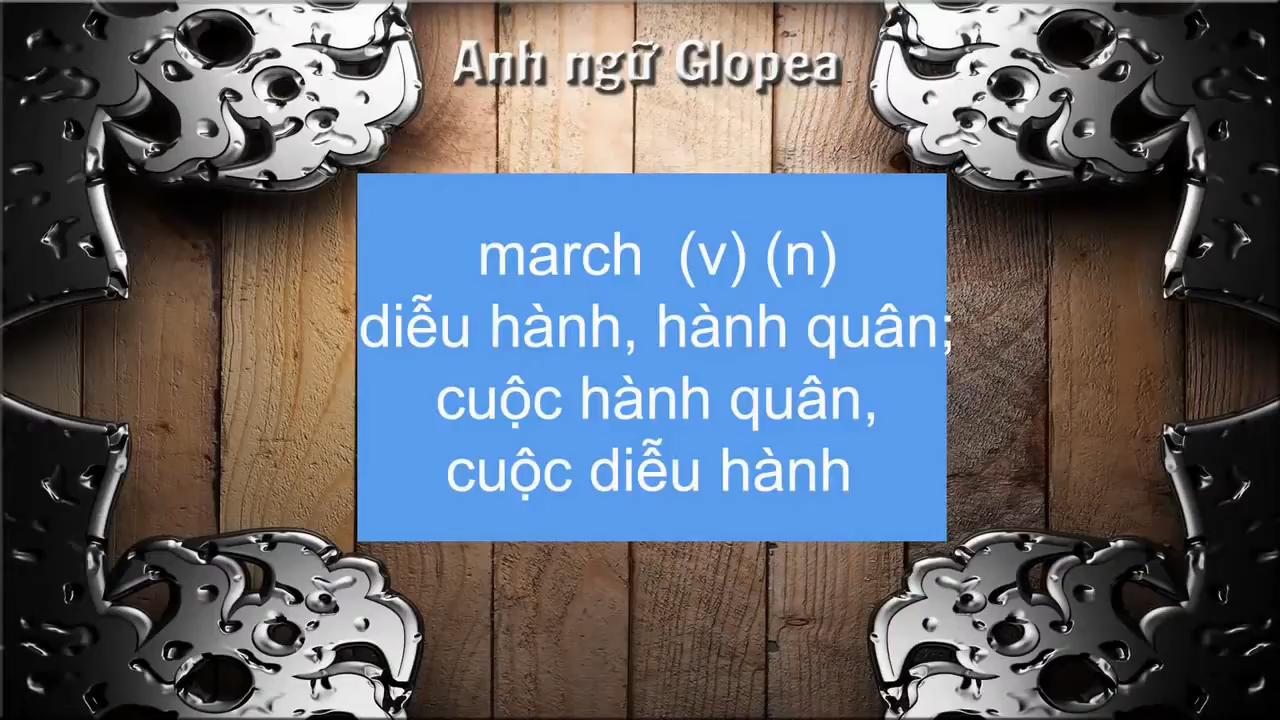 Anh ngữ Glopea
march (v) (n)
diễu hành, hành quân;
cuộc hành quân,
cuộc diễu hành